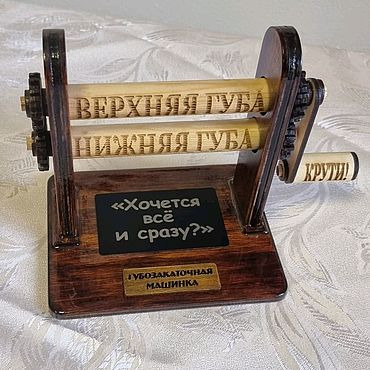 ВЕРХНЯЯ ГУБА
НИЖНЯЯ ГУБА
КРУТИ!
«Хочется
всё
и сразу?»
ГУБОЗАКАТОЧНАЯ
МАШИНКА